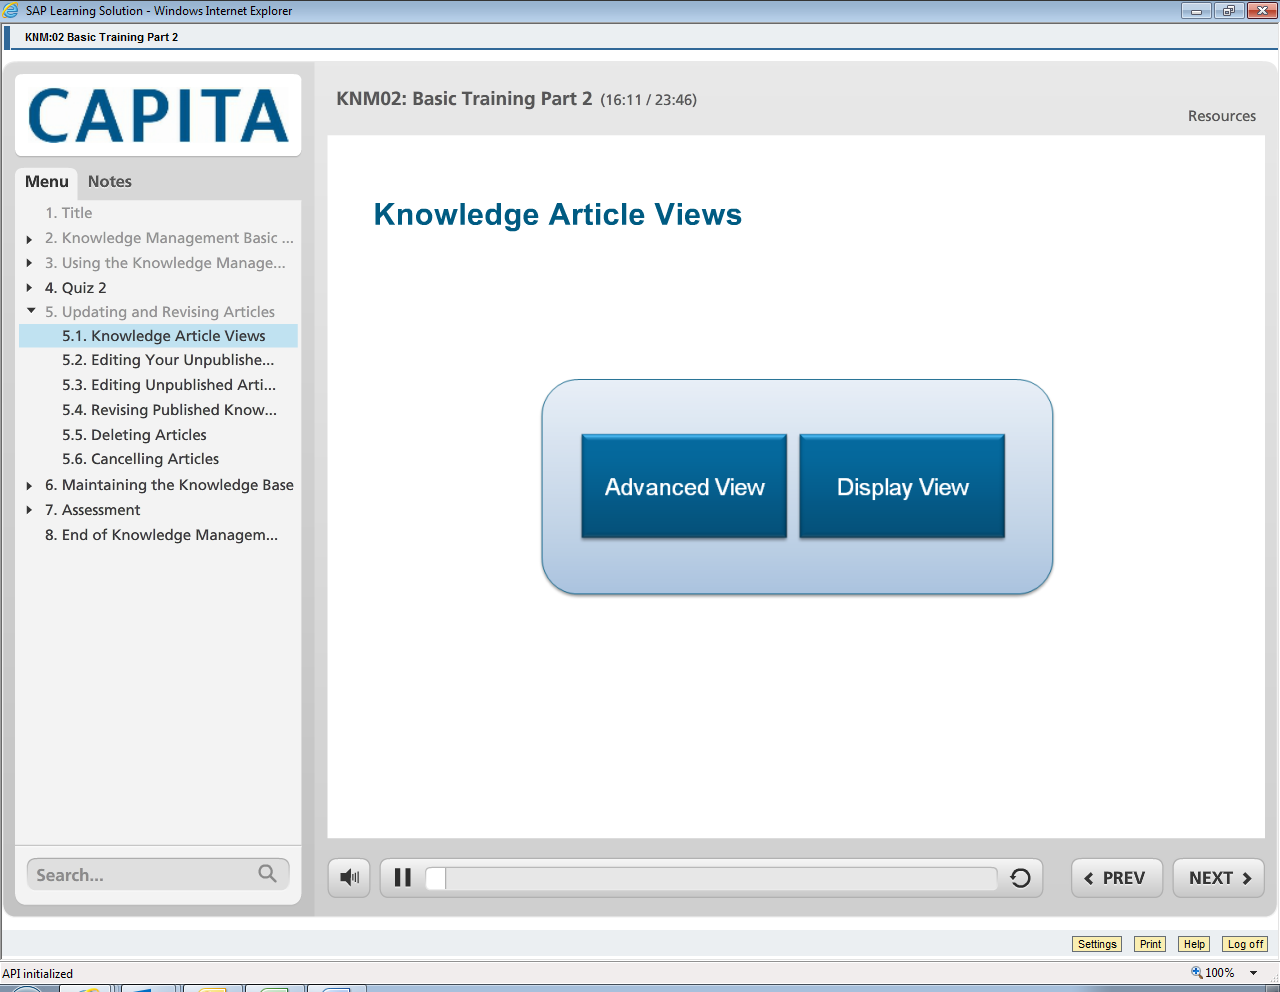 SAP Learning Solution - Windows Internet Explorer
KNM:02 Basic Training Part 2
CAPITA
KNM02: Basic Training Part 2 (16:11 / 23:46)
Resources
Menu
Notes
1. Title
2. Knowledge Management Basic ...
3. Using the Knowledge Manage...
4. Quiz 2
5. Updating and Revising Articles
5.1. Knowledge Article Views
5.2. Editing Your Unpublishe...
5.3. Editing Unpublished Arti...
5.4. Revising Published Know...
5.5. Deleting Articles
5.6. Cancelling Articles
6. Maintaining the Knowledge Base
7. Assessment
8. End of Knowledge Managem...
Search...
Knowledge Article Views
Advanced View
Display View
PREV
NEXT
Settings
Print
Help
Log off
API initialized
100%